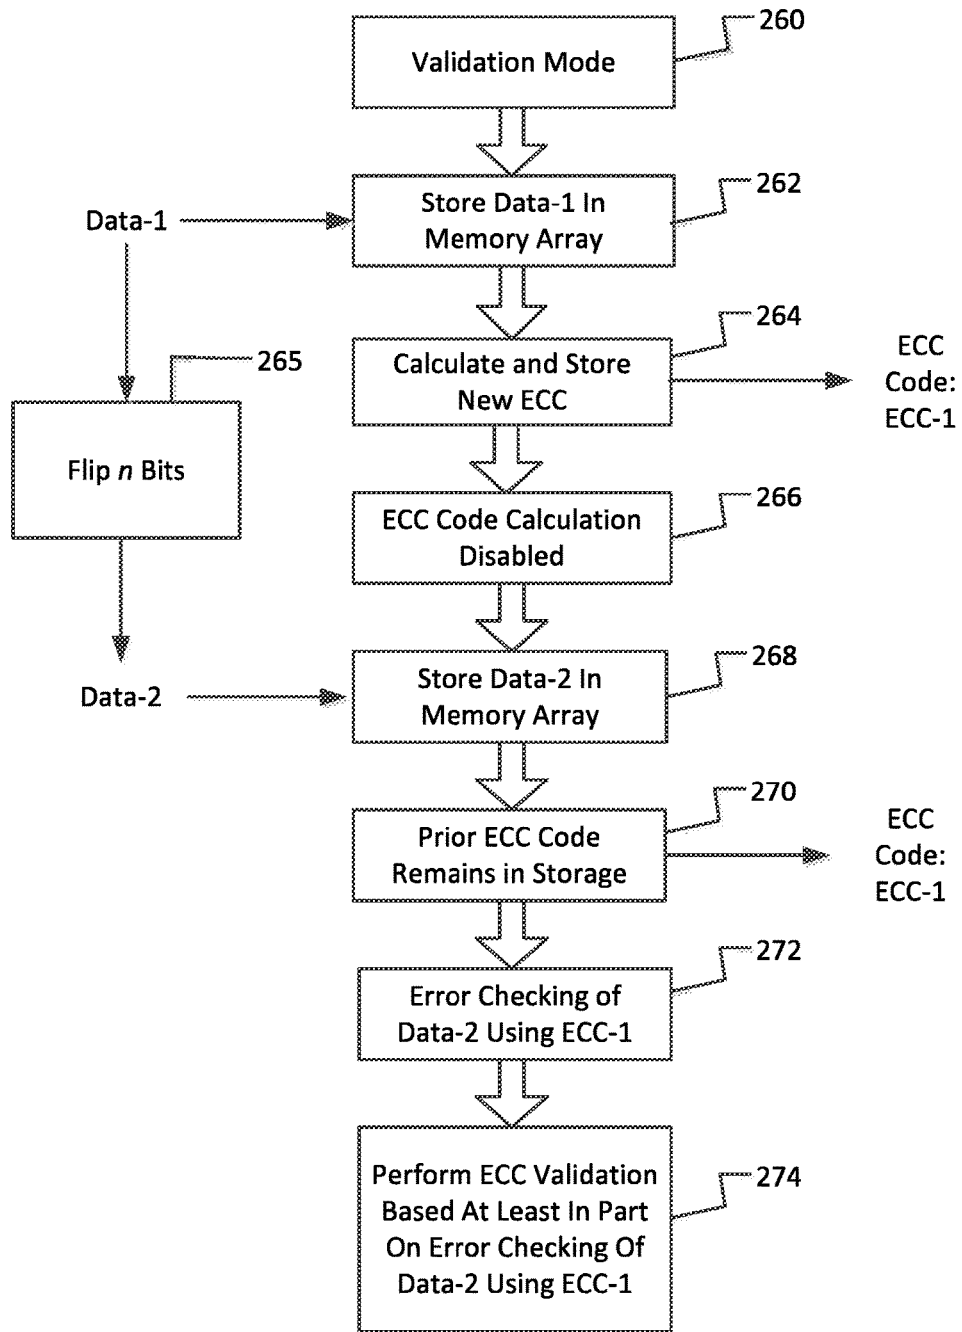 260
Validation Mode
262
Store Data-1 In
Memory Array
Data-1
264
Calculate and Store
New ECC
ECC
Code:
ECC-1
265
Flip n Bits
266
ECC Code Calculation
Disabled
268
Store Data-2 In
Memory Array
Data-2
270
Prior ECC Code
Remains in Storage
ECC
Code:
ECC-1
272
Error Checking of
Data-2 Using ECC-1
274
Perform ECC Validation
Based At Least In Part
On Error Checking Of
Data-2 Using ECC-1